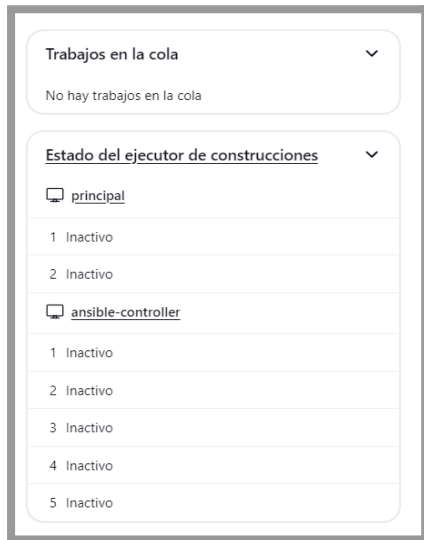 Trabajos en la cola
No hay trabajos en la cola
Estado del ejecutor de construcciones
principal
1 Inactivo
2 Inactivo
ansible-controller
1 Inactivo
2 Inactivo
3 Inactivo
4 Inactivo
5 Inactivo